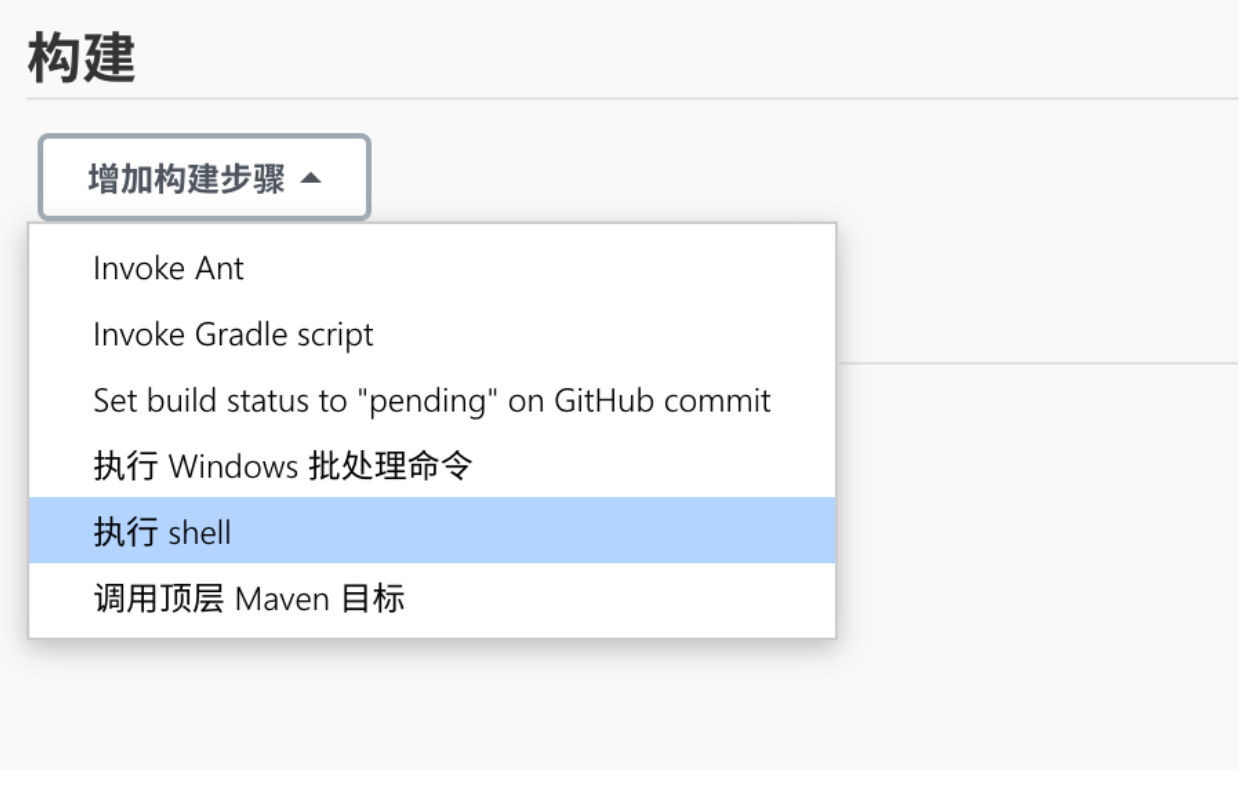 构建
增加构建步骤
Invoke Ant
Invoke Gradle script
Set build status to "pending" on GitHub commit
执行 Windows 批处理命令
执行 shell
调用顶层 Maven 目标